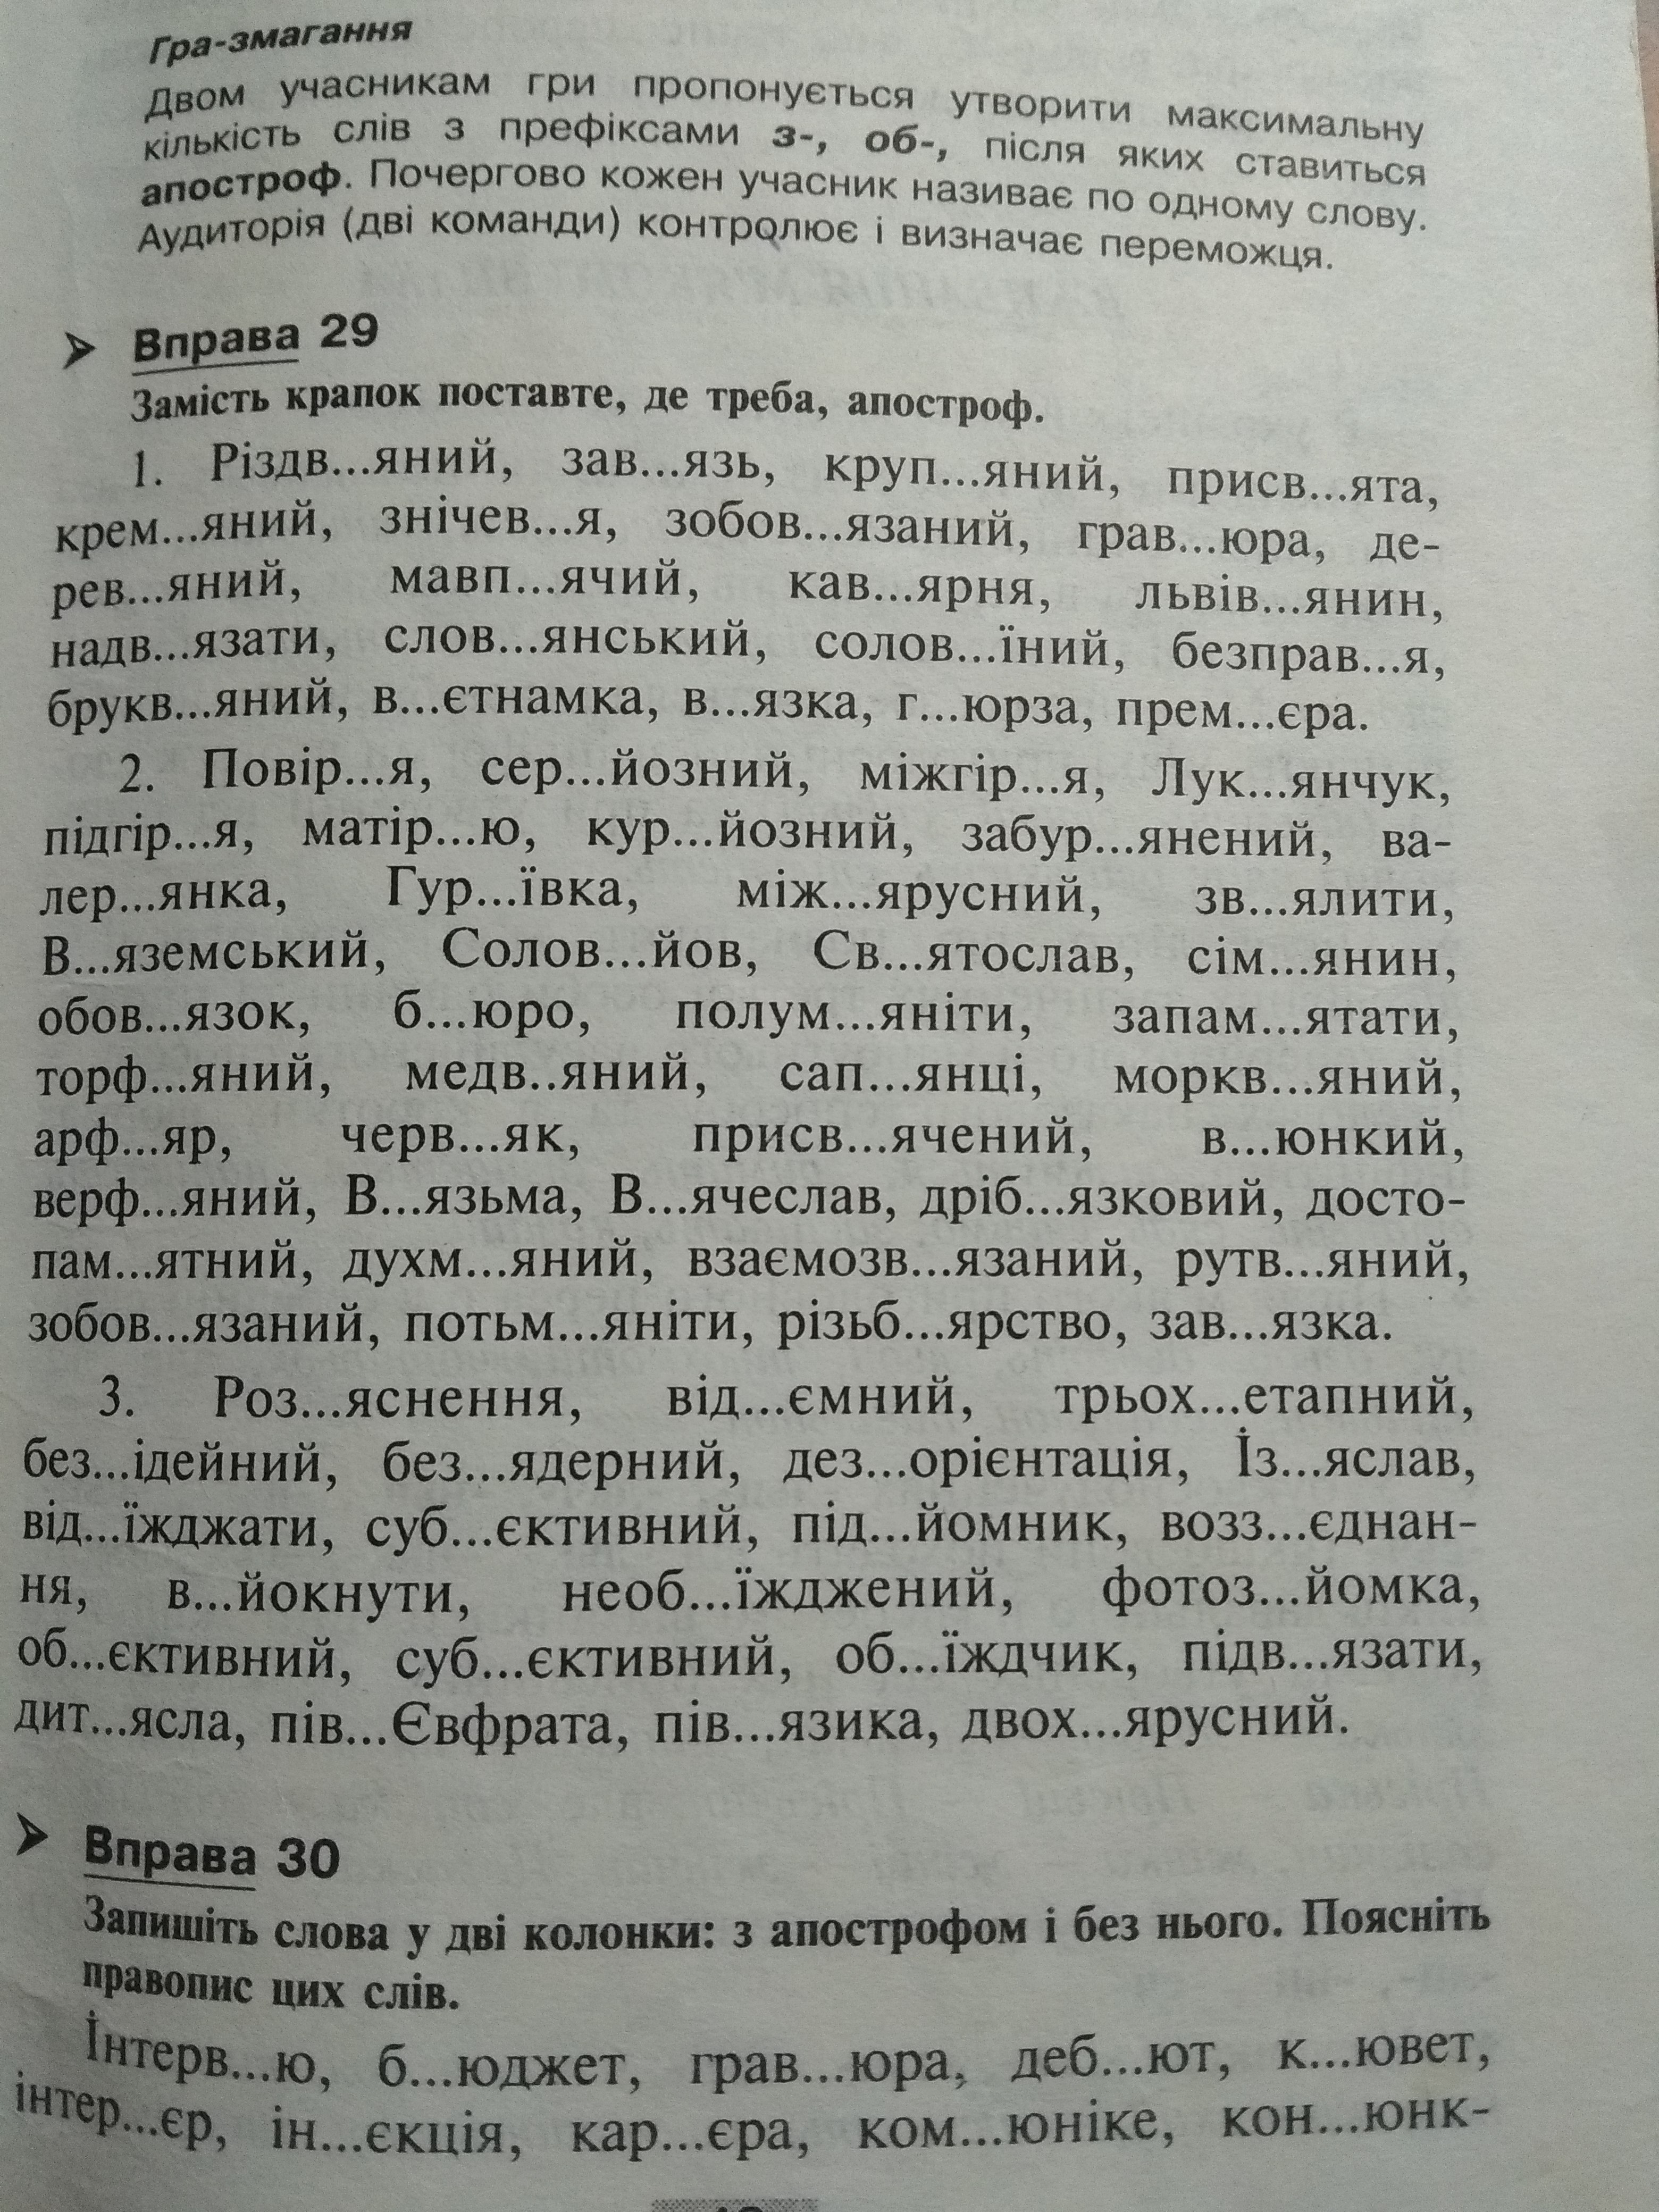 Гра-змагання
Двом учасникам гри пропонується утворити максимальну
кількість слів з префіксами з-, об-, після яких ставиться
апостроф. Почергово кожен учасник називає по одному слову.
Аудиторія (дві команди) контролює і визначає переможця.
➢ Вправа 29
Замість крапок поставте, де треба, апостроф.
1. Різдв...яний, зав...язь, круп...яний, присв...ята,
крем...яний, знічев...я, зобов...язаний, грав...юра, де-
рев...яний, мавп...ячий, кав...ярня, львів...янин,
надв...язати, слов...янський, солов...їний, безправ...я,
брукв...яний, в...єтнамка, в...язка, г...юрза, прем...єра.
2. Повір...я, сер...йозний, міжгір...я, Лук...янчук,
підгір...я, матір...ю, кур...йозний, забур...янений, ва-
лер...янка, Гур...ївка, між...ярусний, зв...ялити,
В...яземський, Солов...йов, Св...ятослав, сім...янин,
обов...язок, б...юро, полум...яніти, запам...ятати,
торф...яний, медв..яний, сап...янці, моркв...яний,
арф...яр, черв...як, присв...ячений, в...юнкий,
верф...яний, В...язьма, В...ячеслав, дріб...язковий, досто-
пам...ятний, духм...яний, взаємозв...язаний, рутв...яний,
зобов...язаний, потьм...яніти, різьб...ярство, зав...язка.
3. Роз...яснення, від...ємний, трьох...етапний,
без...ідейний, без...ядерний, дез...орієнтація, Із...яслав,
від...їжджати, суб...єктивний, під...йомник, возз...єднан-
ня, в...йокнути, необ...їжджений, фотоз...йомка,
об...єктивний, суб...єктивний, об...їждчик, підв...язати,
дит...ясла, пів...Євфрата, пів...язика, двох...ярусний.
➢ Вправа 30
Запишіть слова у дві колонки: з апострофом і без нього. Поясніть
правопис цих слів.
Інтерв...ю, б...юджет, грав...юра, деб...ют, к...ювет,
інтер...єр, ін...єкція, кар...єра, ком...юніке, кон...юнк-